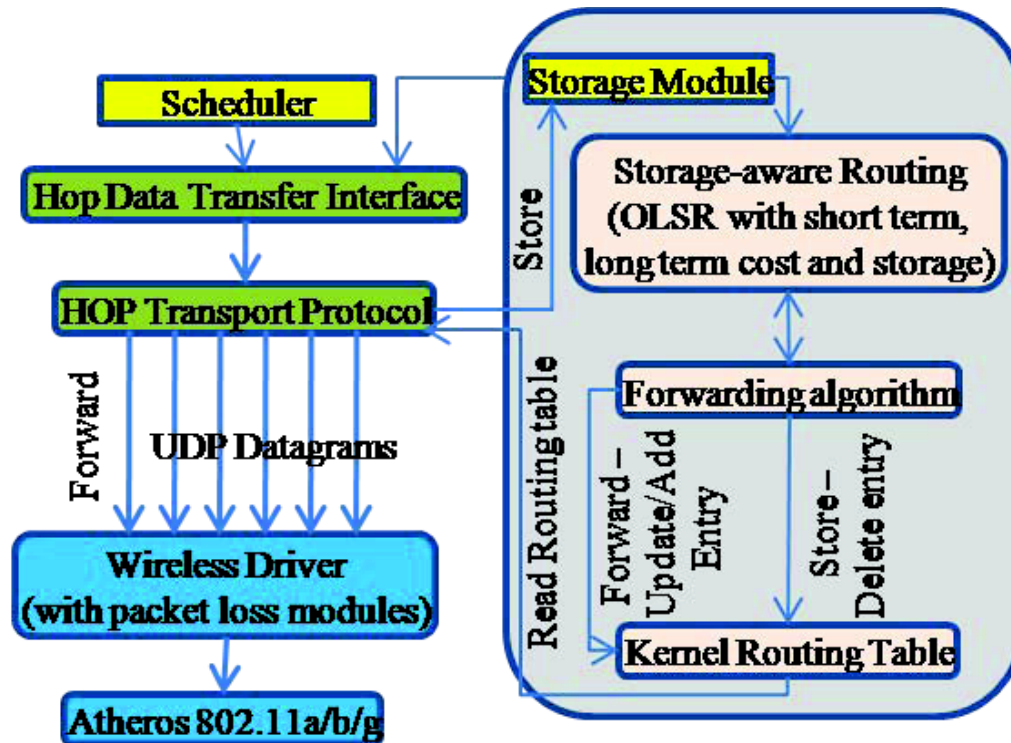 Scheduler
Hop Data Transfer Interface
HOP Transport Protocol
Forward
UDP Datagrams
Wireless Driver
(with packet loss modules)
Atheros 802.11a/b/g
Storage Module
Store
Storage-aware Routing
(OLSR with short term,
long term cost and storage)
Forwarding algorithm
Read Routing table
Forward –
Update/Add
Entry
Store –
Delete entry
Kernel Routing Table